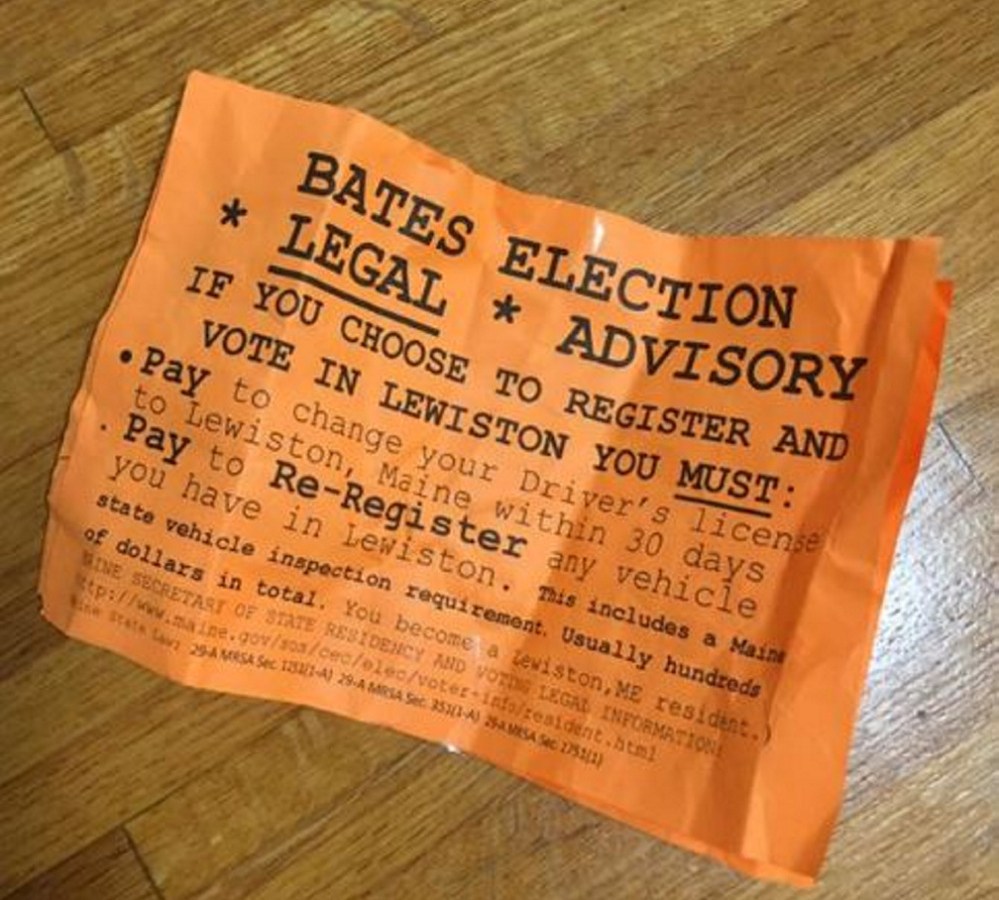 BATES ELECTION
* LEGAL * ADVISORY
IF YOU CHOOSE TO REGISTER AND
VOTE IN LEWISTON YOU MUST:
• Pay to change your Driver's license
to Lewiston, Maine within 30 days
. Pay to Re-Register any vehicle
you have in Lewiston. This includes a Maine
state vehicle inspection requirement. Usually hundreds
of dollars in total. You become a Lewiston,ME resident.)
SECRETARY OF STATE RESIDENCY AND VOTING LEGAL INFORMATION:
ttp://www.maine.gov/sos/cec/elec/voter-info/resident.html
State Law: 29-A MRSA Sec. 1251(1-A) 29-A MRSA Sec. 351(1-A) 29-A MRSA Sec 1751(1)